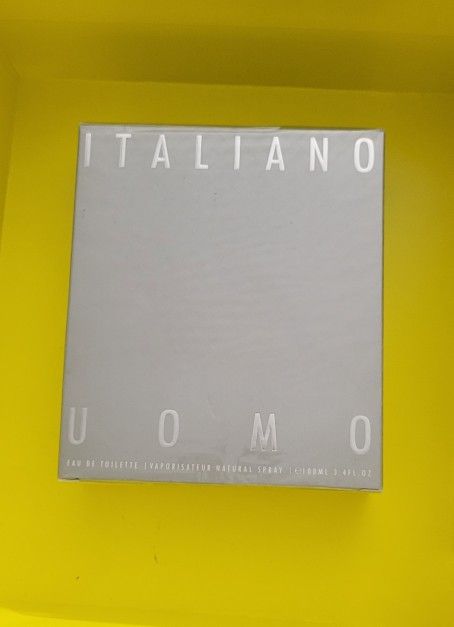 ITALIANO
UOMO
EAU DE TOILETTE | VAPORISATEUR NATURAL SPRAY | ℮100ML 3.4FL.OZ